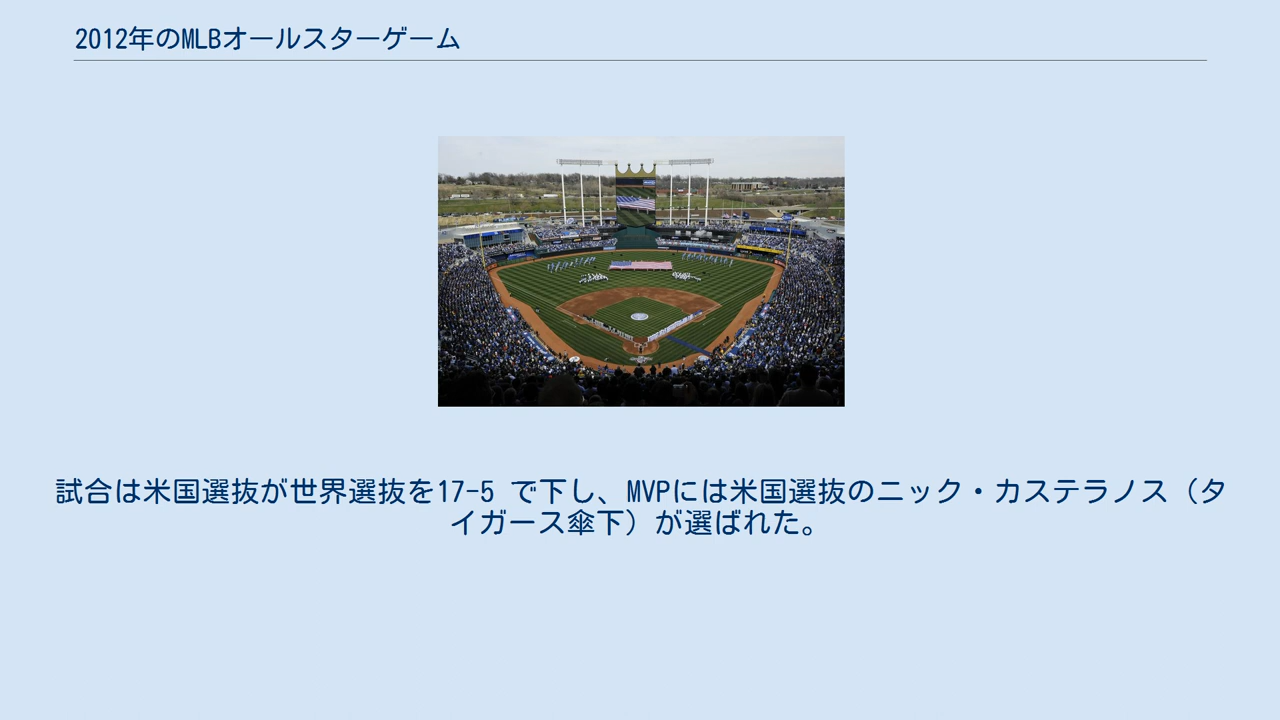 2012年のMLBオールスターゲーム
試合は米国選抜が世界選抜を17-5 で下し、MVPには米国選抜のニック・カステラノス（タ
イガース傘下）が選ばれた。